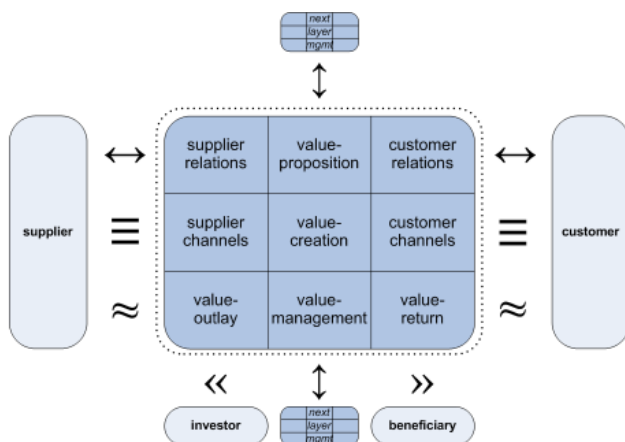 next
layer
mgmt
supplier
relations
value-
proposition
customer
relations
supplier
supplier
channels
value-
creation
customer
channels
customer
value-
outlay
value-
management
value-
return
investor
next
layer
mgmt
beneficiary